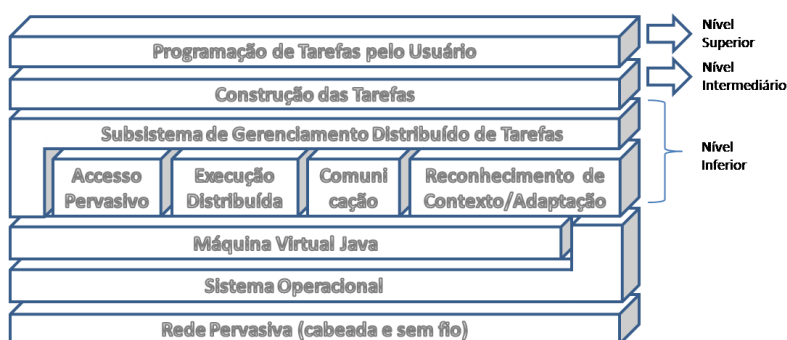 Programação de Tarefas pelo Usuário
Nível
Superior
Construção das Tarefas
Nível
Intermediário
Subsistema de Gerenciamento Distribuído de Tarefas
Nível
Inferior
Accesso
Pervasivo
Execução
Distribuída
Comuni
cação
Reconhecimento de
Contexto/Adaptação
Máquina Virtual Java
Sistema Operacional
Rede Pervasiva (cabeada e sem fio)